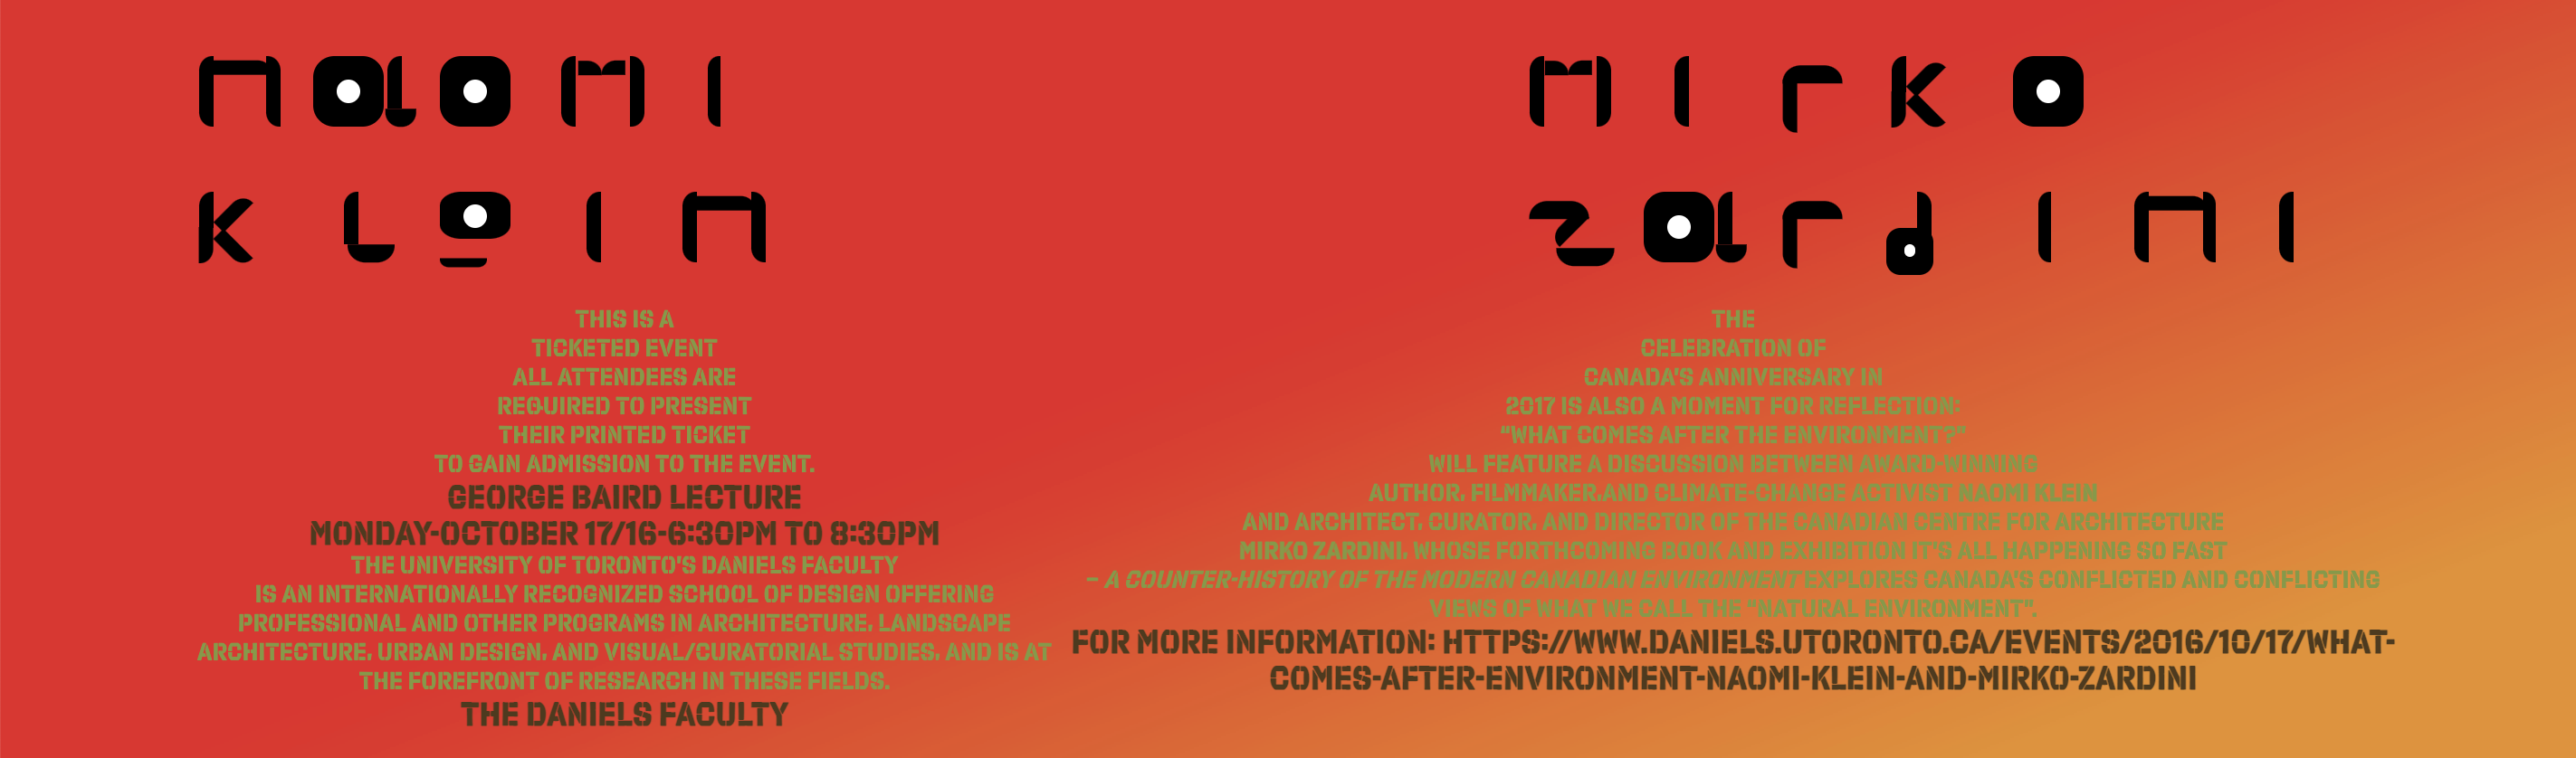 naomi
klein
THIS IS A
TICKETED EVENT
ALL ATTENDEES ARE
REQUIRED TO PRESENT
THEIR PRINTED TICKET
TO GAIN ADMISSION TO THE EVENT.
GEORGE BAIRD LECTURE
MONDAY-OCTOBER 17/16-6:30PM TO 8:30PM
THE UNIVERSITY OF TORONTO'S DANIELS FACULTY
IS AN INTERNATIONALLY RECOGNIZED SCHOOL OF DESIGN OFFERING
PROFESSIONAL AND OTHER PROGRAMS IN ARCHITECTURE, LANDSCAPE
ARCHITECTURE, URBAN DESIGN, AND VISUAL/CURATORIAL STUDIES, AND IS AT
THE FOREFRONT OF RESEARCH IN THESE FIELDS.
THE DANIELS FACULTY
mirko
zardini
THE
CELEBRATION OF
CANADA'S ANNIVERSARY IN
2017 IS ALSO A MOMENT FOR REFLECTION:
"WHAT COMES AFTER THE ENVIRONMENT?"
WILL FEATURE A DISCUSSION BETWEEN AWARD-WINNING
AUTHOR, FILMMAKER,AND CLIMATE-CHANGE ACTIVIST NAOMI KLEIN
AND ARCHITECT, CURATOR, AND DIRECTOR OF THE CANADIAN CENTRE FOR ARCHITECTURE
MIRKO ZARDINI, WHOSE FORTHCOMING BOOK AND EXHIBITION IT'S ALL HAPPENING SO FAST
– A COUNTER-HISTORY OF THE MODERN CANADIAN ENVIRONMENT EXPLORES CANADA'S CONFLICTED AND CONFLICTING
VIEWS OF WHAT WE CALL THE "NATURAL ENVIRONMENT".
FOR MORE INFORMATION: HTTPS://WWW.DANIELS.UTORONTO.CA/EVENTS/2016/10/17/WHAT-
COMES-AFTER-ENVIRONMENT-NAOMI-KLEIN-AND-MIRKO-ZARDINI